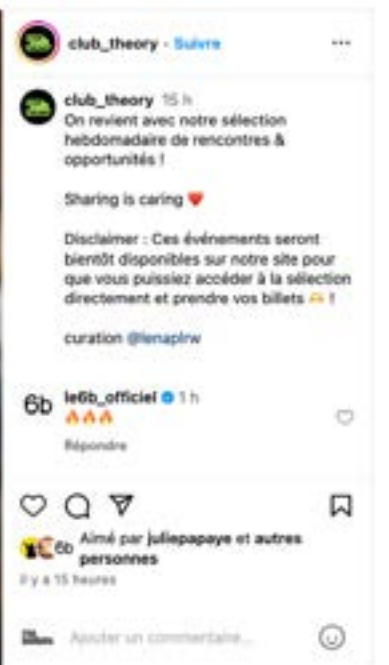 club_theory · Suivre
club_theory 15 h
On revient avec notre sélection
hebdomadaire de rencontres &
opportunités !
Sharing is caring ❤️
Disclaimer : Ces événements seront
bientôt disponibles sur notre site pour
que vous puissiez accéder à la sélection
directement et prendre vos billets 🫶 !
curation @lenaplrw
6b
le6b_officiel 1 h
🔥🔥🔥
Répondre
6b
Aimé par juliepapaye et autres
personnes
il y a 15 heures
Ajouter un commentaire...